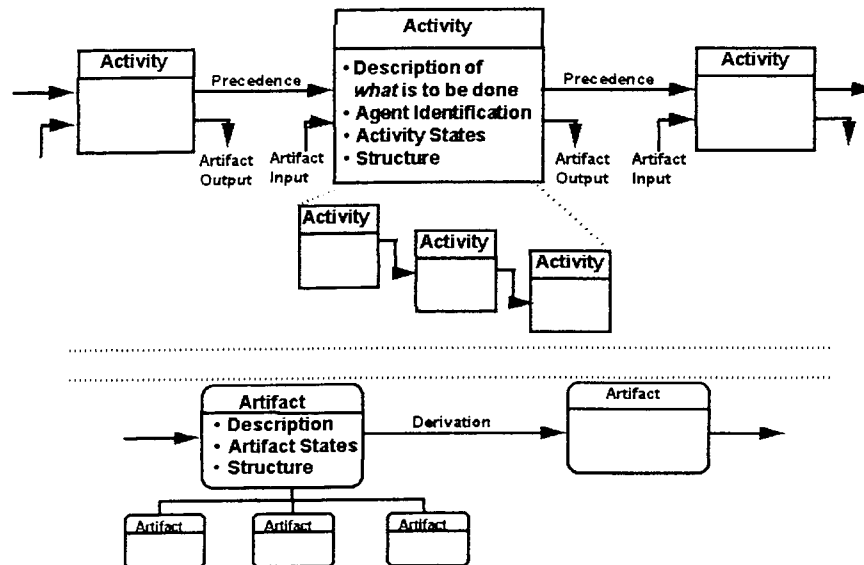 Activity
Activity
Activity
Precedence
Precedence
• Description of
what is to be done
• Agent Identification
• Activity States
• Structure
Artifact
Output
Artifact
Input
Artifact
Output
Artifact
Input
Activity
Activity
Activity
Artifact
• Description
• Artifact States
• Structure
Derivation
Artifact
Artifact
Artifact
Artifact